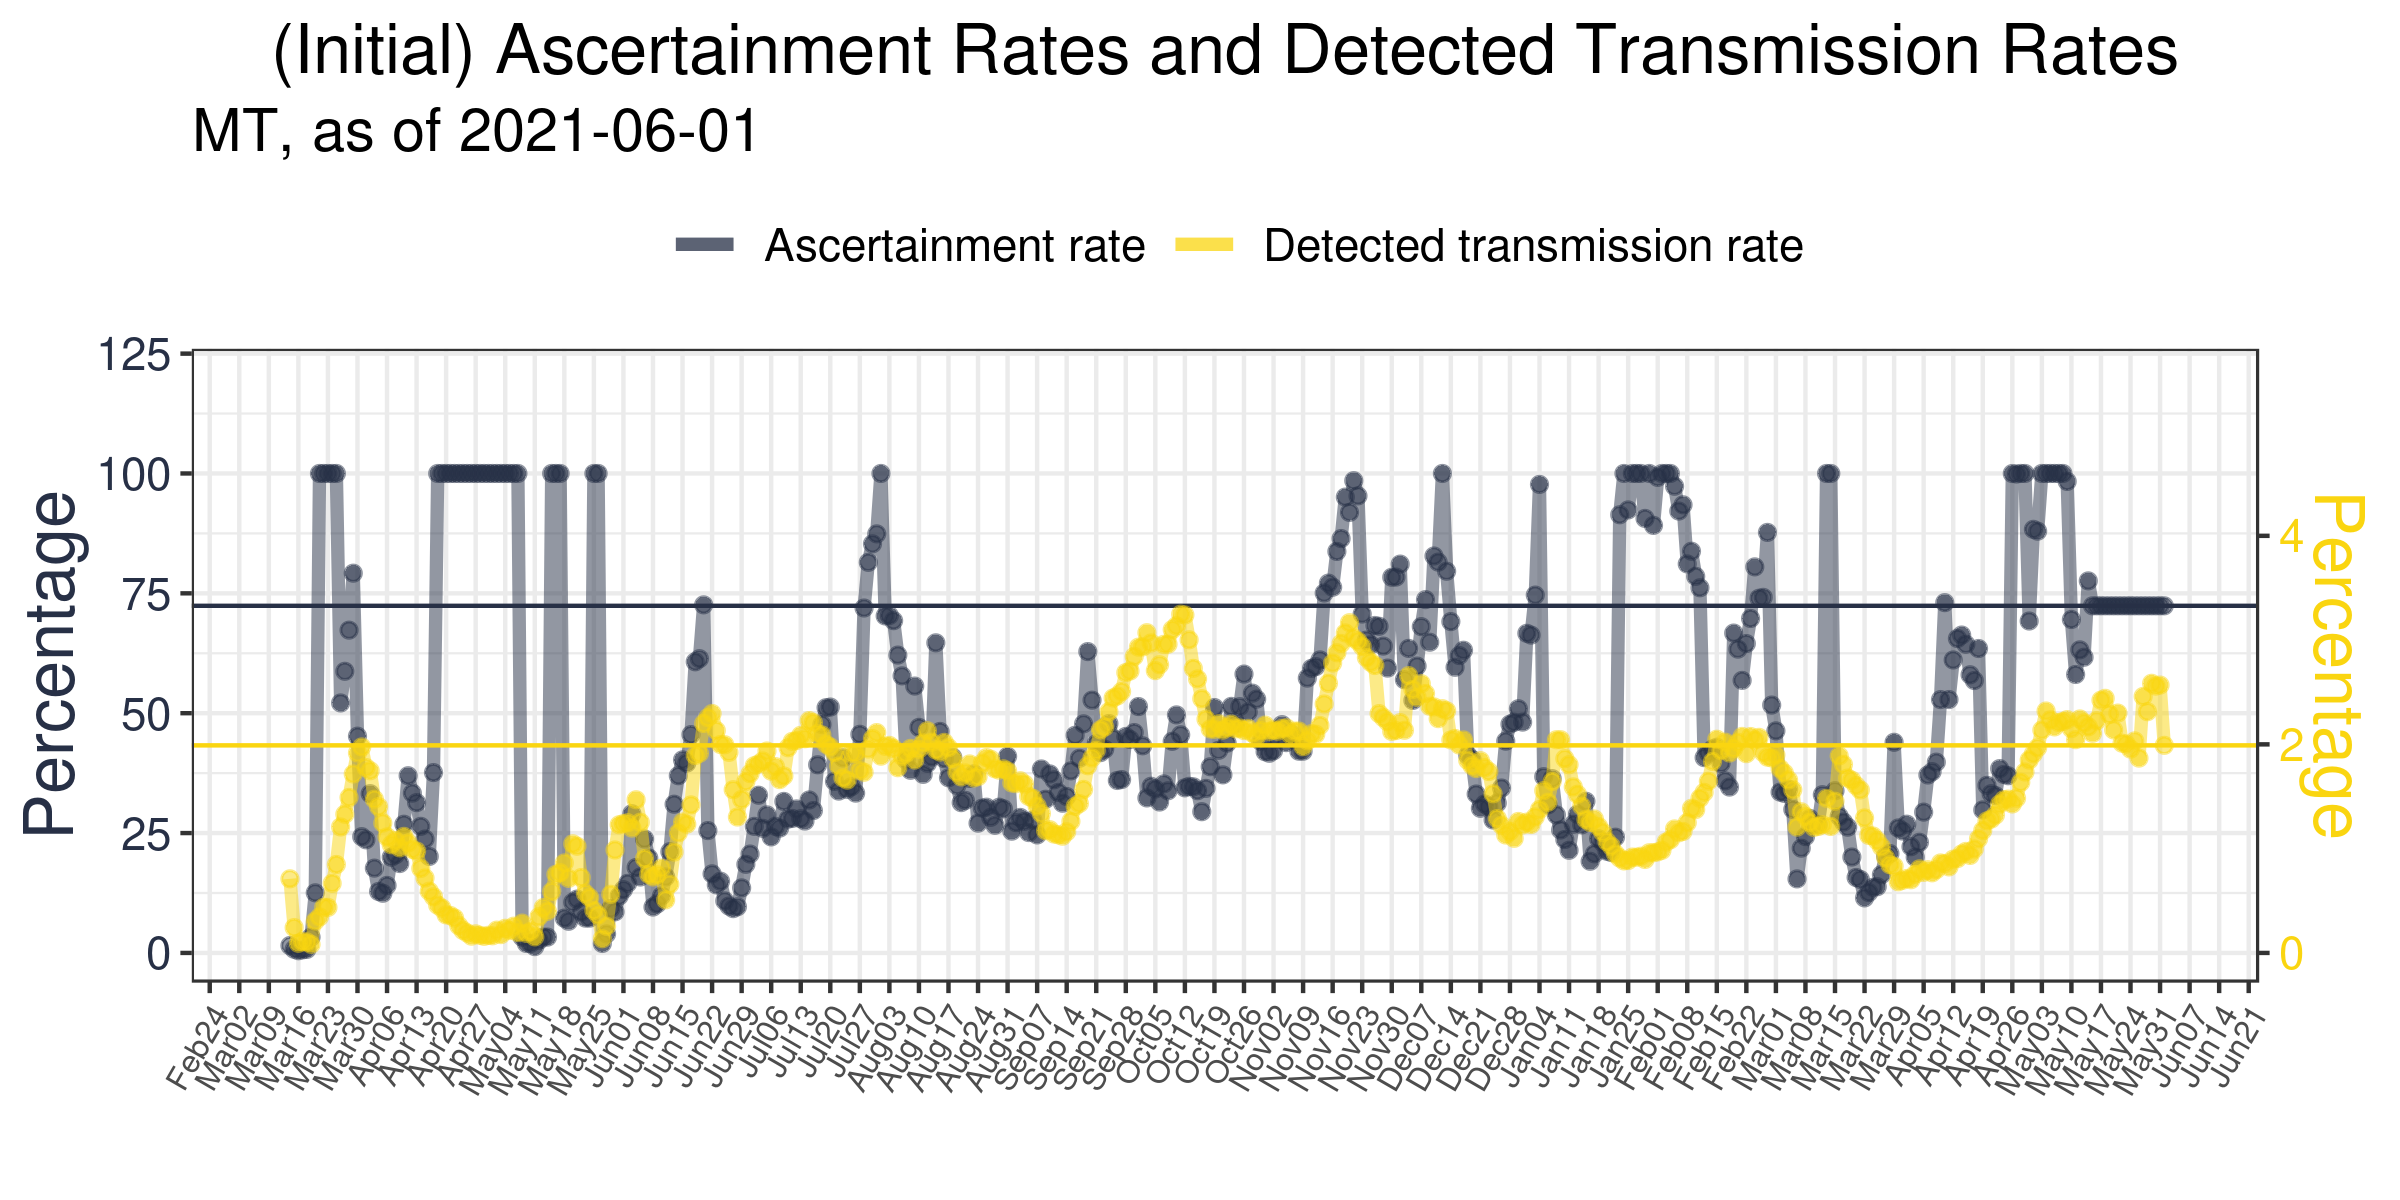 (Initial) Ascertainment Rates and Detected Transmission Rates
MT, as of 2021-06-01
Ascertainment rate
Detected transmission rate
125
100
75
50
25
0
Percentage
4
2
0
Percentage
Feb24
Mar02
Mar09
Mar16
Mar23
Mar30
Apr06
Apr13
Apr20
Apr27
May04
May11
May18
May25
Jun01
Jun08
Jun15
Jun22
Jun29
Jul06
Jul13
Jul20
Jul27
Aug03
Aug10
Aug17
Aug24
Aug31
Sep07
Sep14
Sep21
Sep28
Oct05
Oct12
Oct19
Oct26
Nov02
Nov09
Nov16
Nov23
Nov30
Dec07
Dec14
Dec21
Dec28
Jan04
Jan11
Jan18
Jan25
Feb01
Feb08
Feb15
Feb22
Mar01
Mar08
Mar15
Mar22
Mar29
Apr05
Apr12
Apr19
Apr26
May03
May10
May17
May24
May31
Jun07
Jun14
Jun21